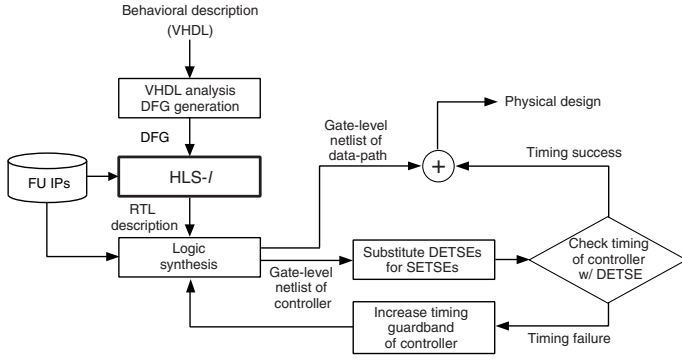 Behavioral description
(VHDL)
VHDL analysis
DFG generation
DFG
FU IPs
HLS-I
RTL
description
Logic
synthesis
Gate-level
netlist of
data-path
+
Physical design
Timing success
Gate-level
netlist of
controller
Substitute DETSEs
for SETSEs
Check timing
of controller
w/ DETSE
Increase timing
guardband
of controller
Timing failure